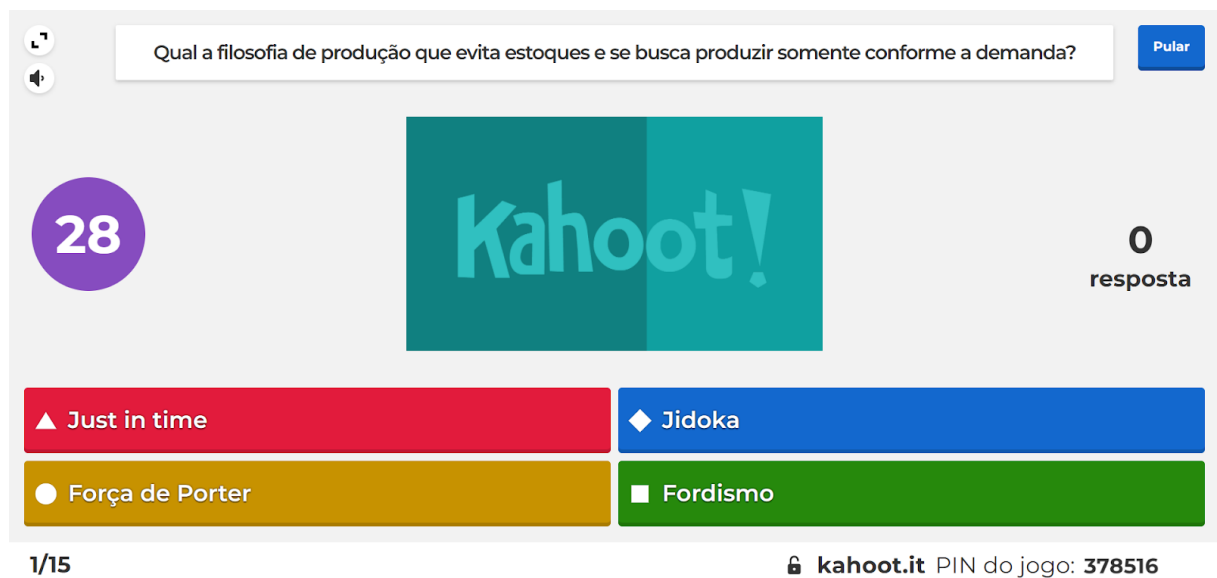 Qual a filosofia de produção que evita estoques e se busca produzir somente conforme a demanda?
Pular
28
Kahoot!
0
resposta
Just in time
Jidoka
Força de Porter
Fordismo
1/15
kahoot.it PIN do jogo: 378516